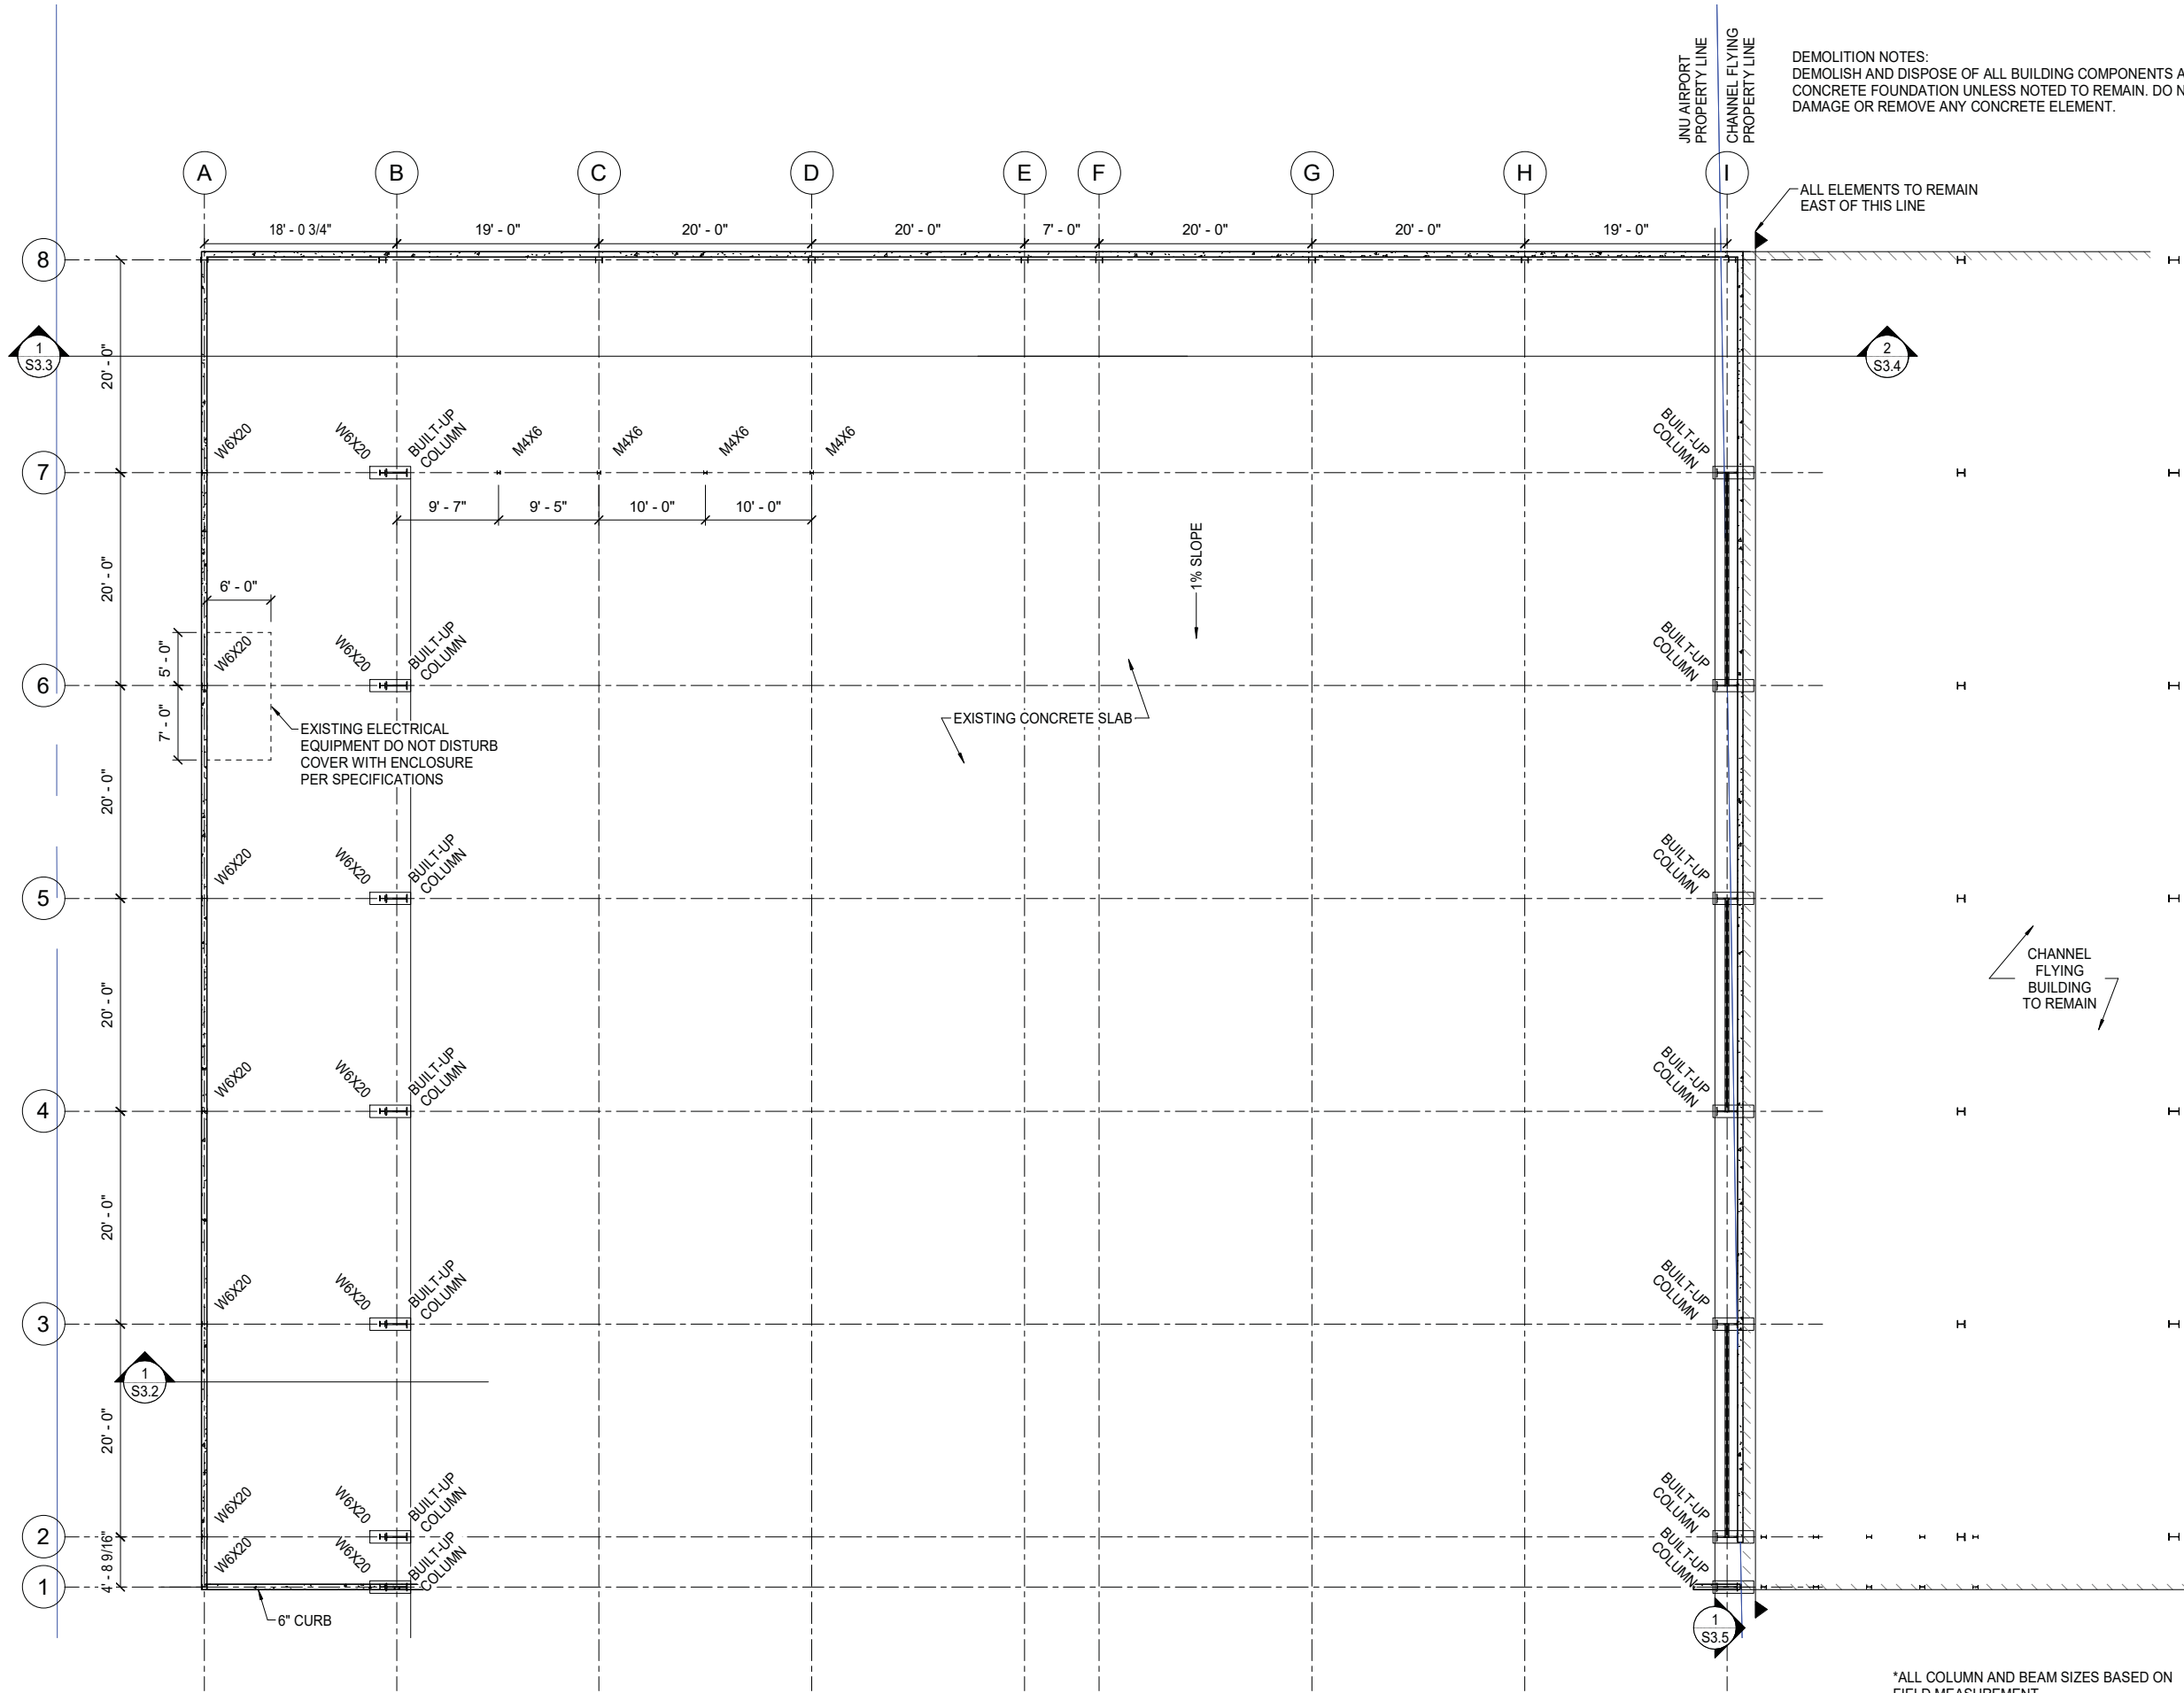 JNU AIRPORT
PROPERTY LINE
CHANNEL FLYING
PROPERTY LINE
DEMOLITION NOTES:
DEMOLISH AND DISPOSE OF ALL BUILDING COMPONENTS
CONCRETE FOUNDATION UNLESS NOTED TO REMAIN. DO
DAMAGE OR REMOVE ANY CONCRETE ELEMENT.
A
B
C
D
E
F
G
H
I
ALL ELEMENTS TO REMAIN
EAST OF THIS LINE
18' - 0 3/4"
19' - 0"
20' - 0"
20' - 0"
7' - 0"
20' - 0"
20' - 0"
19' - 0"
8
1
S3.3
20' - 0"
2
S3.4
W6X20
W6X20
BUILT-UP
COLUMN
M4X6
M4X6
M4X6
M4X6
BUILT-UP
COLUMN
7
9' - 7"
9' - 5"
10' - 0"
10' - 0"
1% SLOPE
20' - 0"
6' - 0"
5' - 0"
W6X20
W6X20
BUILT-UP
COLUMN
BUILT-UP
COLUMN
6
7' - 0"
EXISTING ELECTRICAL
EQUIPMENT DO NOT DISTURB
COVER WITH ENCLOSURE
PER SPECIFICATIONS
EXISTING CONCRETE SLAB
20' - 0"
W6X20
W6X20
BUILT-UP
COLUMN
BUILT-UP
COLUMN
5
CHANNEL
FLYING
BUILDING
TO REMAIN
20' - 0"
W6X20
W6X20
BUILT-UP
COLUMN
BUILT-UP
COLUMN
4
20' - 0"
W6X20
W6X20
BUILT-UP
COLUMN
BUILT-UP
COLUMN
3
1
S3.2
20' - 0"
W6X20
W6X20
BUILT-UP
COLUMN
BUILT-UP
COLUMN
2
4' - 8 9/16"
W6X20
W6X20
BUILT-UP
COLUMN
BUILT-UP
COLUMN
1
6" CURB
1
S3.5
*ALL COLUMN AND BEAM SIZES BASED ON
FIELD MEASUREMENT